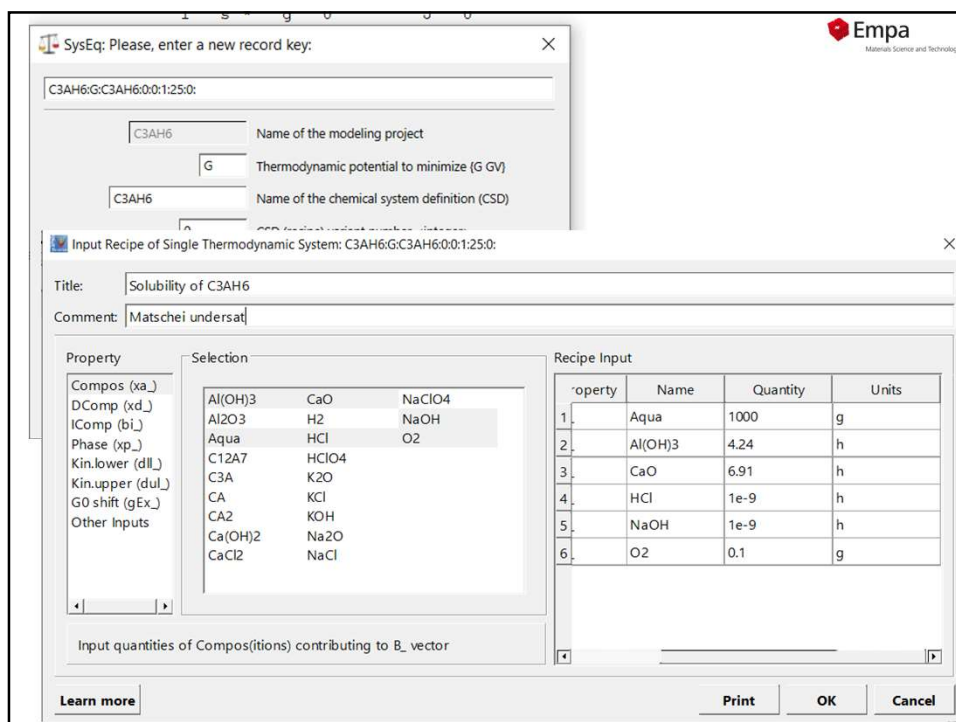 Empa
Materials Science and Technolog
SysEq: Please, enter a new record key:
C3AH6:G:C3AH6:0:0:1:25:0:
C3AH6 Name of the modeling project
G Thermodynamic potential to minimize {G GV}
C3AH6 Name of the chemical system definition (CSD)
Input Recipe of Single Thermodynamic System: C3AH6:G:C3AH6:0:0:1:25:0:
Title: Solubility of C3AH6
Comment: Matschei undersat
Property
Compos (xa_)
DComp (xd_)
IComp (bi_)
Phase (xp_)
Kin.lower (dll_)
Kin.upper (dul_)
G0 shift (gEx_)
Other Inputs
Selection
Al(OH)3 CaO NaClO4
Al2O3 H2 NaOH
Aqua HCl O2
C12A7 HClO4
C3A K2O
CA KCl
CA2 KOH
Ca(OH)2 Na2O
CaCl2 NaCl
Recipe Input
roperty Name Quantity Units
1 Aqua 1000 g
2 Al(OH)3 4.24 h
3 CaO 6.91 h
4 HCl 1e-9 h
5 NaOH 1e-9 h
6 O2 0.1 g
Input quantities of Compos(itions) contributing to B_ vector
Learn more Print OK Cancel